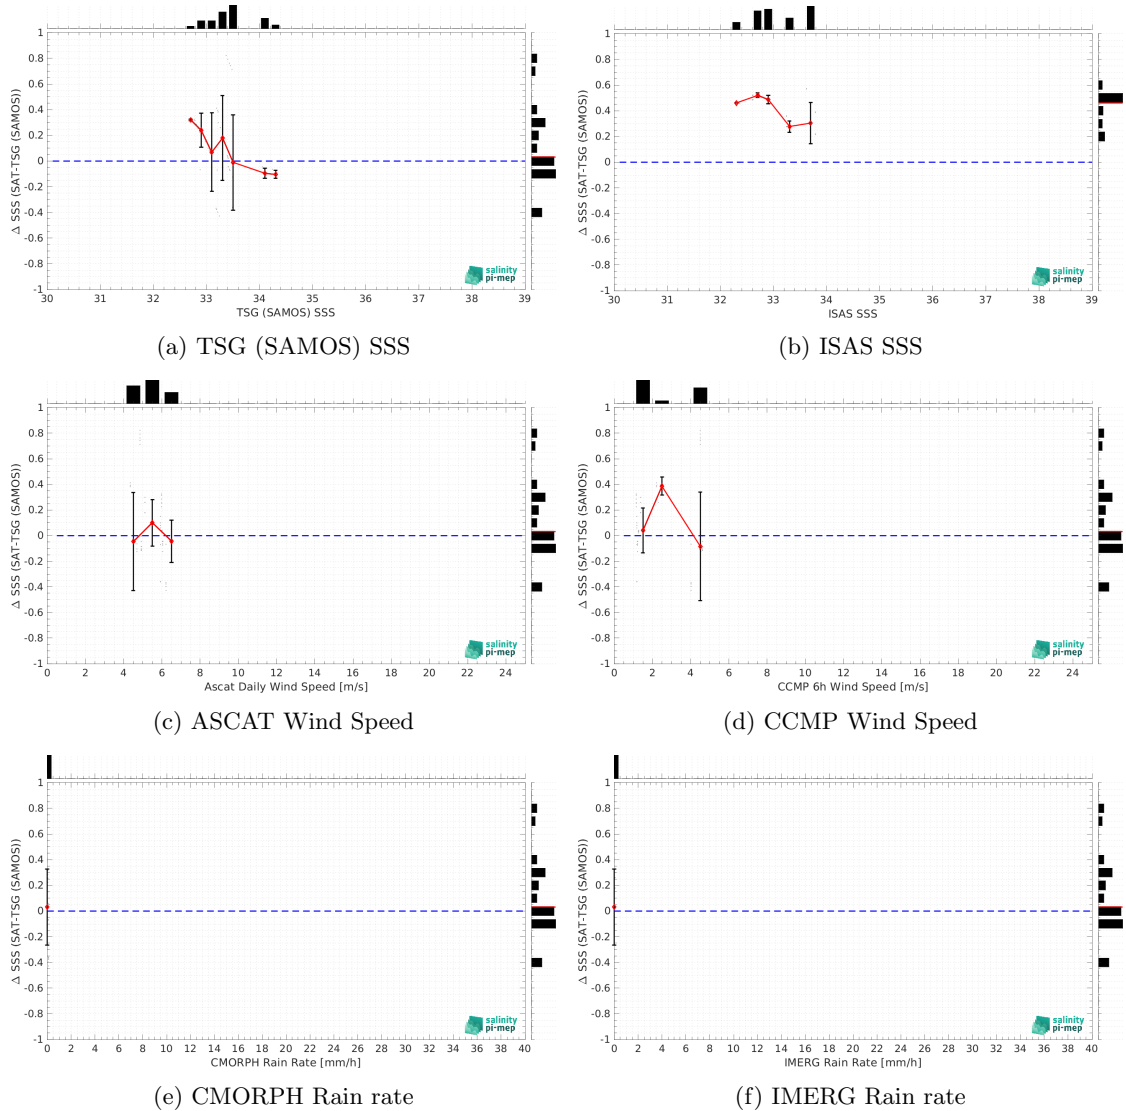 1
0.8
0.6
0.4
0.2
0
-0.2
-0.4
-0.6
-0.8
-1
Δ SSS (SAT-TSG (SAMOS))
salinity
pi-mep
30 31 32 33 34 35 36 37 38 39
TSG (SAMOS) SSS
(a) TSG (SAMOS) SSS
1
0.8
0.6
0.4
0.2
0
-0.2
-0.4
-0.6
-0.8
-1
Δ SSS (SAT-TSG (SAMOS))
salinity
pi-mep
30 31 32 33 34 35 36 37 38 39
ISAS SSS
(b) ISAS SSS
1
0.8
0.6
0.4
0.2
0
-0.2
-0.4
-0.6
-0.8
-1
Δ SSS (SAT-TSG (SAMOS))
salinity
pi-mep
0 2 4 6 8 10 12 14 16 18 20 22 24
Ascat Daily Wind Speed [m/s]
(c) ASCAT Wind Speed
1
0.8
0.6
0.4
0.2
0
-0.2
-0.4
-0.6
-0.8
-1
Δ SSS (SAT-TSG (SAMOS))
salinity
pi-mep
0 2 4 6 8 10 12 14 16 18 20 22 24
CCMP 6h Wind Speed [m/s]
(d) CCMP Wind Speed
1
0.8
0.6
0.4
0.2
0
-0.2
-0.4
-0.6
-0.8
-1
Δ SSS (SAT-TSG (SAMOS))
salinity
pi-mep
0 2 4 6 8 10 12 14 16 18 20 22 24 26 28 30 32 34 36 38 40
CMORPH Rain Rate [mm/h]
(e) CMORPH Rain rate
1
0.8
0.6
0.4
0.2
0
-0.2
-0.4
-0.6
-0.8
-1
Δ SSS (SAT-TSG (SAMOS))
salinity
pi-mep
0 2 4 6 8 10 12 14 16 18 20 22 24 26 28 30 32 34 36 38 40
IMERG Rain Rate [mm/h]
(f) IMERG Rain rate